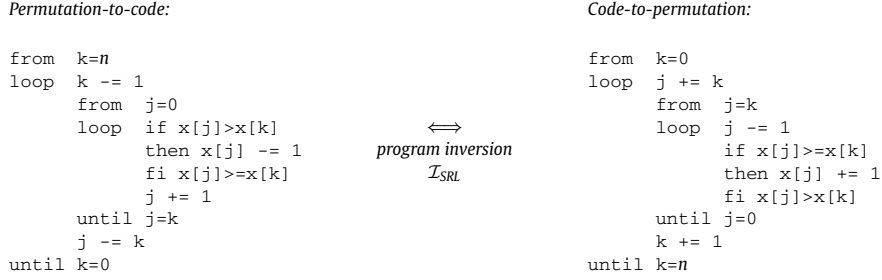 Permutation-to-code:
from k=n
loop k -= 1
from j=0
loop if x[j]>x[k]
then x[j] -= 1
fi x[j]>=x[k]
j += 1
until j=k
j -= k
until k=0
⟺
program inversion
I_SRL
Code-to-permutation:
from k=0
loop j += k
from j=k
loop j -= 1
if x[j]>=x[k]
then x[j] += 1
fi x[j]>x[k]
until j=0
k += 1
until k=n